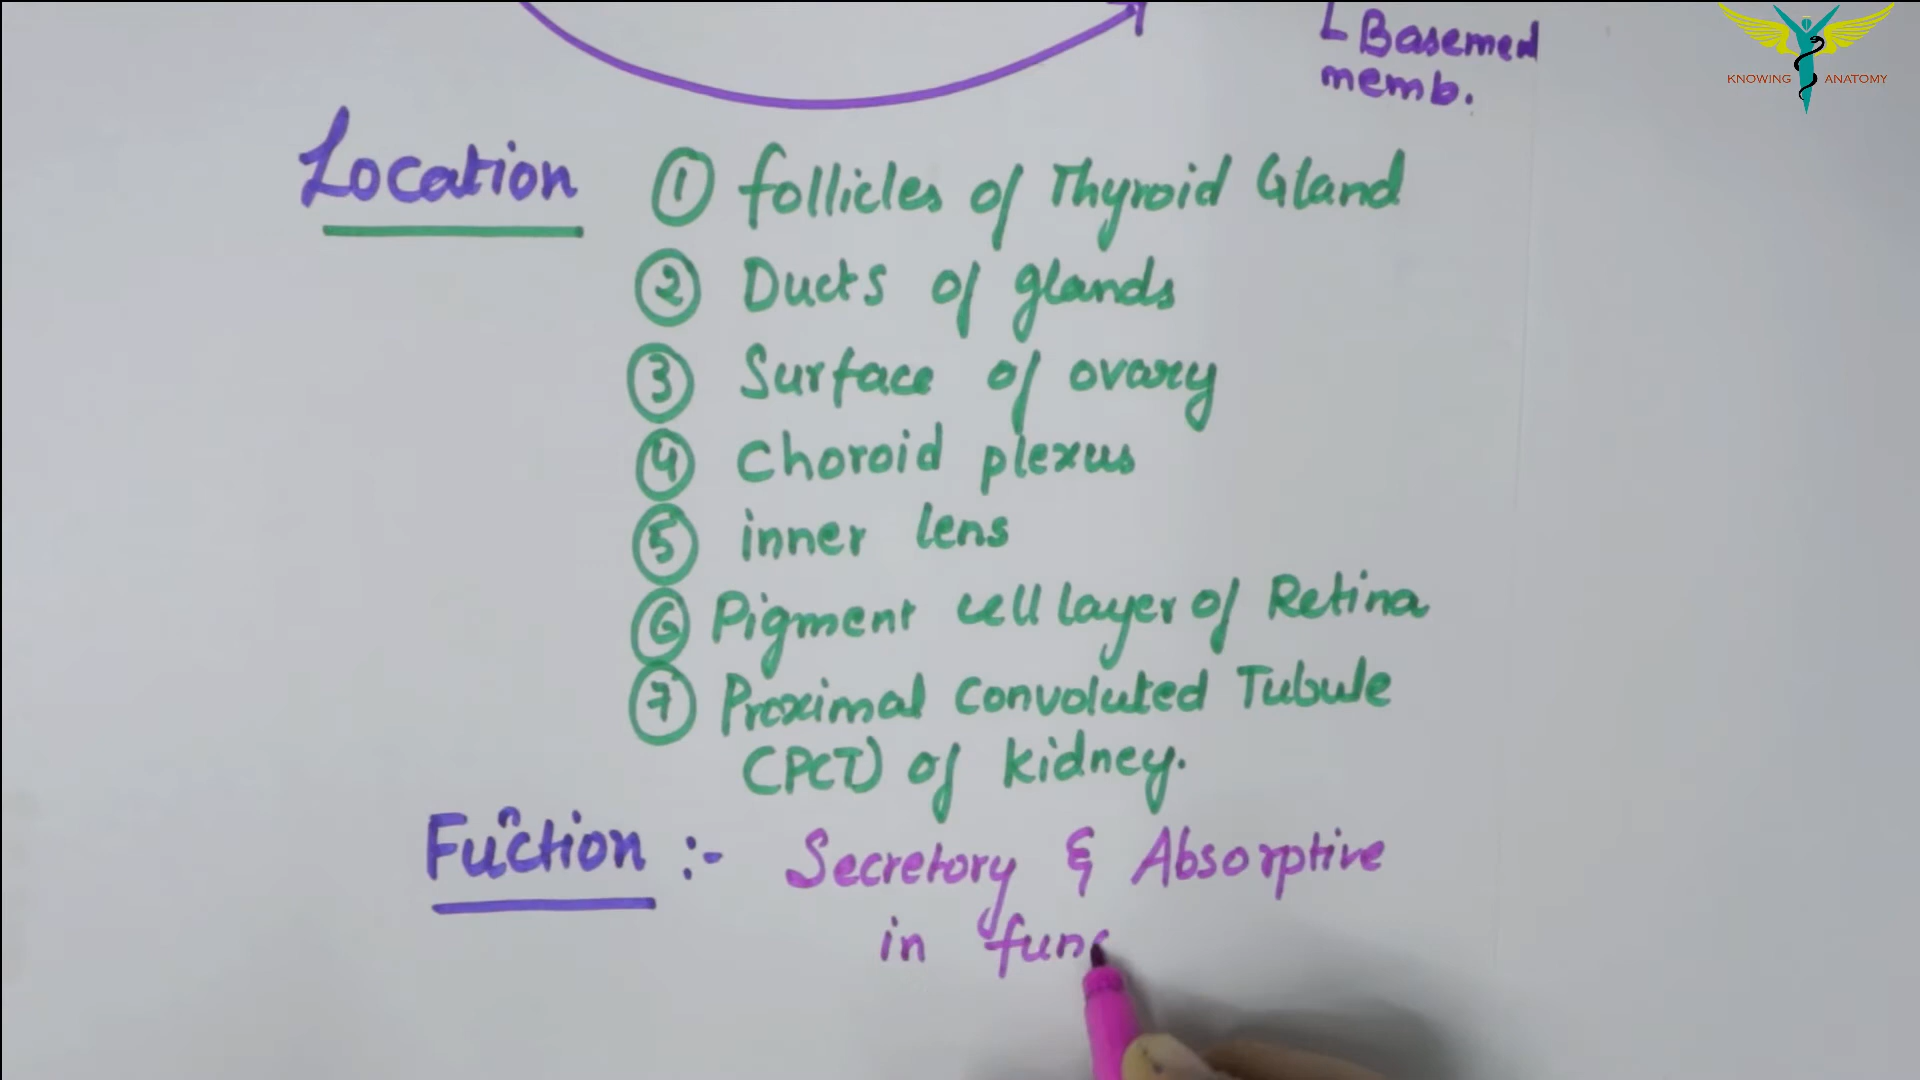 └ Basemed
memb.
KNOWING ANATOMY
Location
① follicles of Thyroid Gland
② Ducts of glands
③ Surface of ovary
④ Choroid plexus
⑤ inner lens
⑥ Pigment cell layer of Retina
⑦ Proximal Convoluted Tubule
(PCT) of kidney.
Function :- Secretory & Absorptive
in func